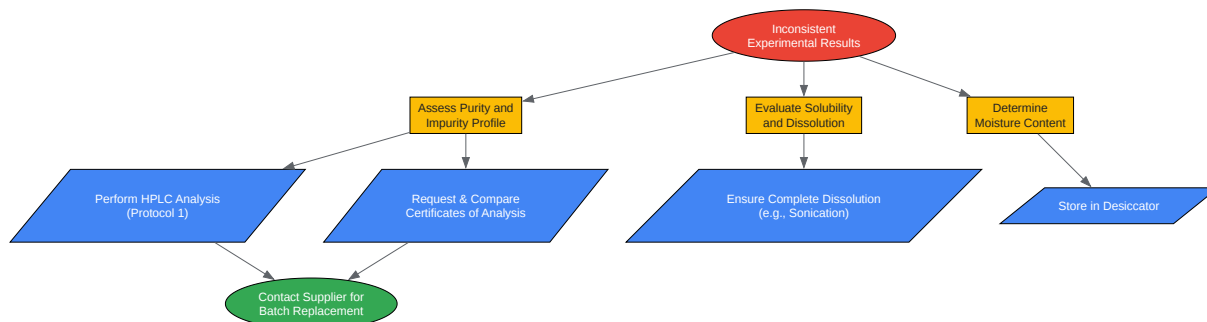 Inconsistent
Experimental Results
Assess Purity and
Impurity Profile
Evaluate Solubility
and Dissolution
Determine
Moisture Content
Perform HPLC Analysis
(Protocol 1)
Request & Compare
Certificates of Analysis
Ensure Complete Dissolution
(e.g., Sonication)
Store in Desiccator
Contact Supplier for
Batch Replacement